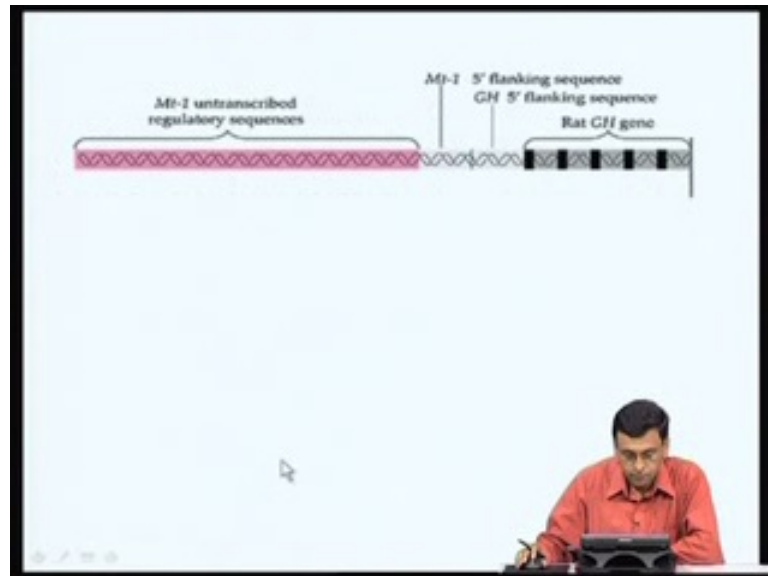 Mt-1 5' flanking sequence
GH 5' flanking sequence
Mt-1 untranscribed
regulatory sequences
Rat GH gene